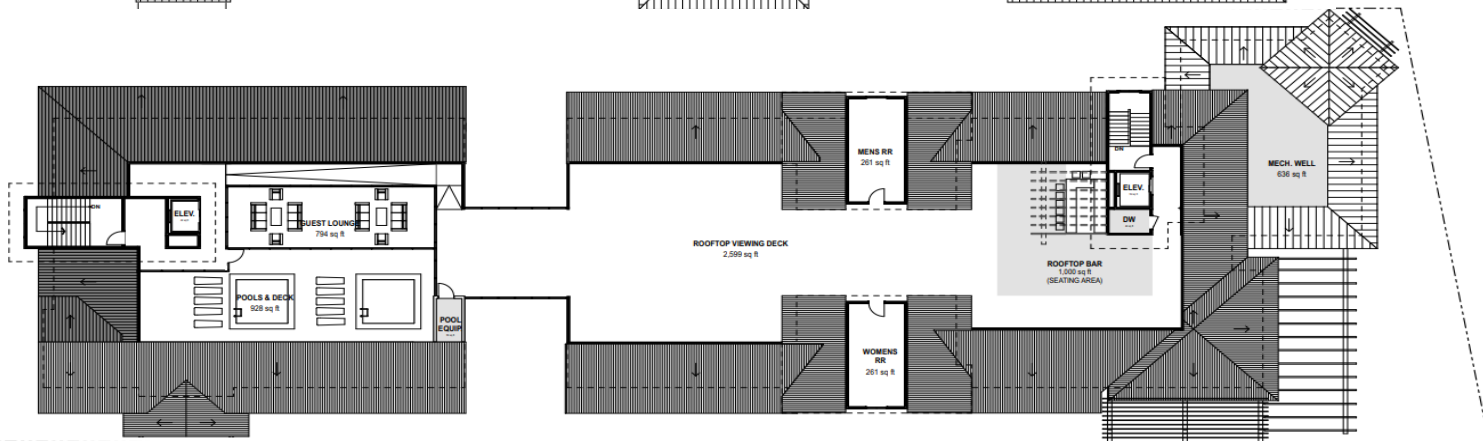 MENS RR
261 sq ft
DN
MECH. WELL
636 sq ft
ELEV.
DN
ELEV.
GUEST LOUNGE
794 sq ft
DW
ROOFTOP VIEWING DECK
2,599 sq ft
ROOFTOP BAR
1,000 sq ft
(SEATING AREA)
POOLS & DECK
928 sq ft
POOL
EQUIP
WOMENS
RR
261 sq ft